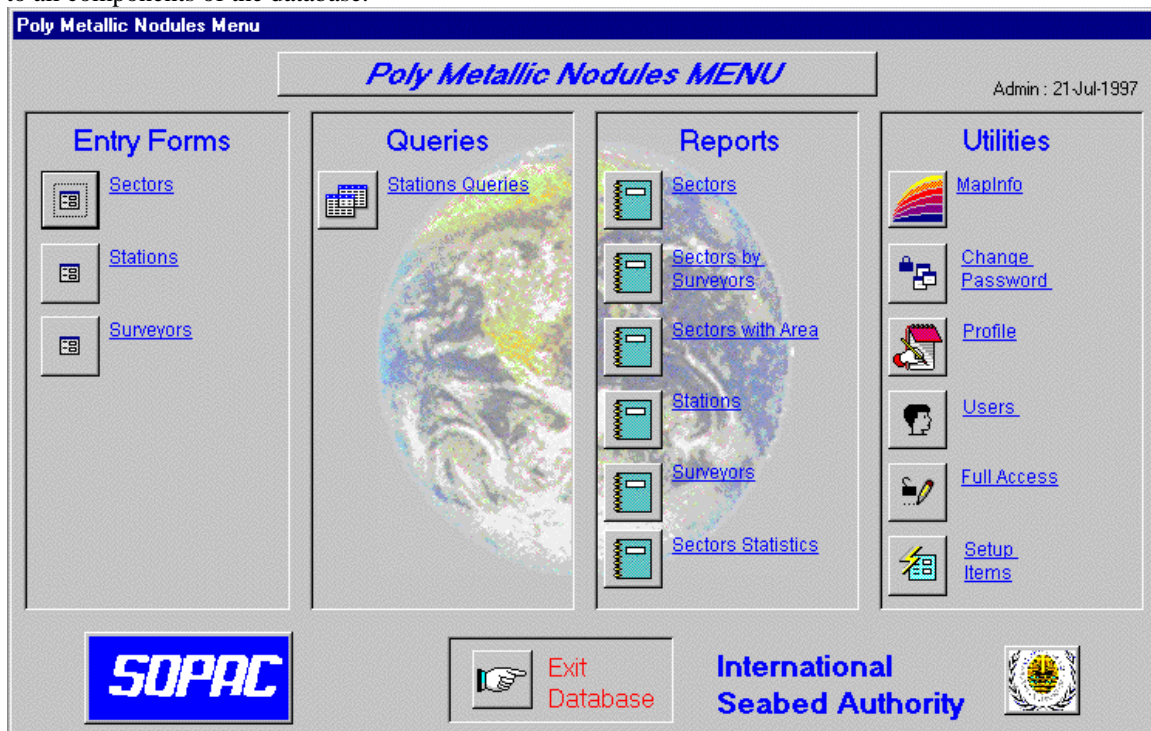 to all components of the database.
Poly Metallic Nodules Menu
Poly Metallic Nodules MENU
Admin : 21-Jul-1997
Entry Forms
Sectors
Stations
Surveyors
Queries
Stations Queries
Reports
Sectors
Sectors by
Surveyors
Sectors with Area
Stations
Surveyors
Sectors Statistics
Utilities
MapInfo
Change
Password
Profile
Users
Full Access
Setup
Items
SOPAC
Exit
Database
International
Seabed Authority